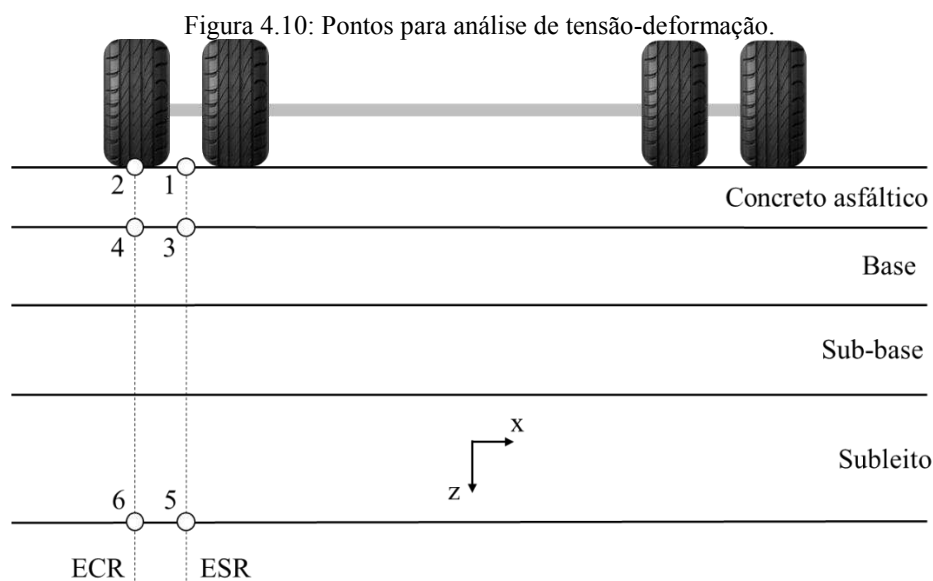 Figura 4.10: Pontos para análise de tensão-deformação.
2 1
Concreto asfáltico
4 3
Base
Sub-base
x
Subleito
z
6 5
ECR ESR